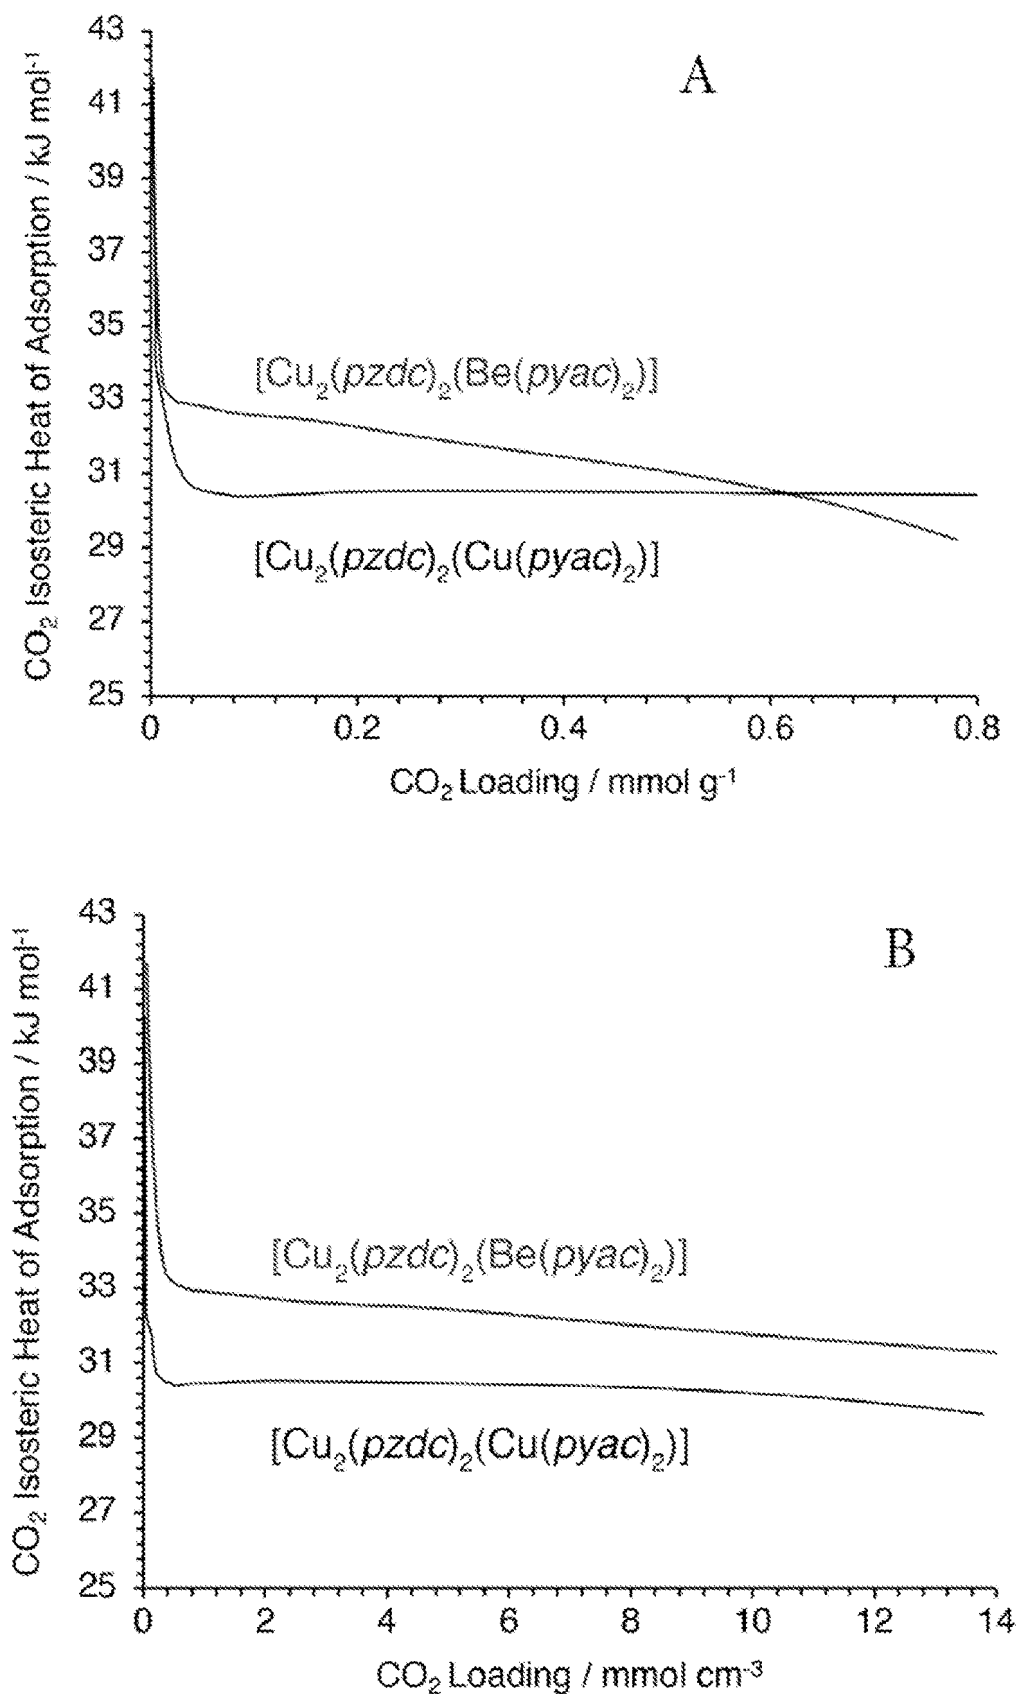 A
CO₂ Isosteric Heat of Adsorption / kJ mol⁻¹
43
41
39
37
35
33
31
29
27
25
[Cu₂(pzdc)₂(Be(pyac)₂)]
[Cu₂(pzdc)₂(Cu(pyac)₂)]
0 0.2 0.4 0.6 0.8
CO₂ Loading / mmol g⁻¹
B
CO₂ Isosteric Heat of Adsorption / kJ mol⁻¹
43
41
39
37
35
33
31
29
27
25
[Cu₂(pzdc)₂(Be(pyac)₂)]
[Cu₂(pzdc)₂(Cu(pyac)₂)]
0 2 4 6 8 10 12 14
CO₂ Loading / mmol cm⁻³